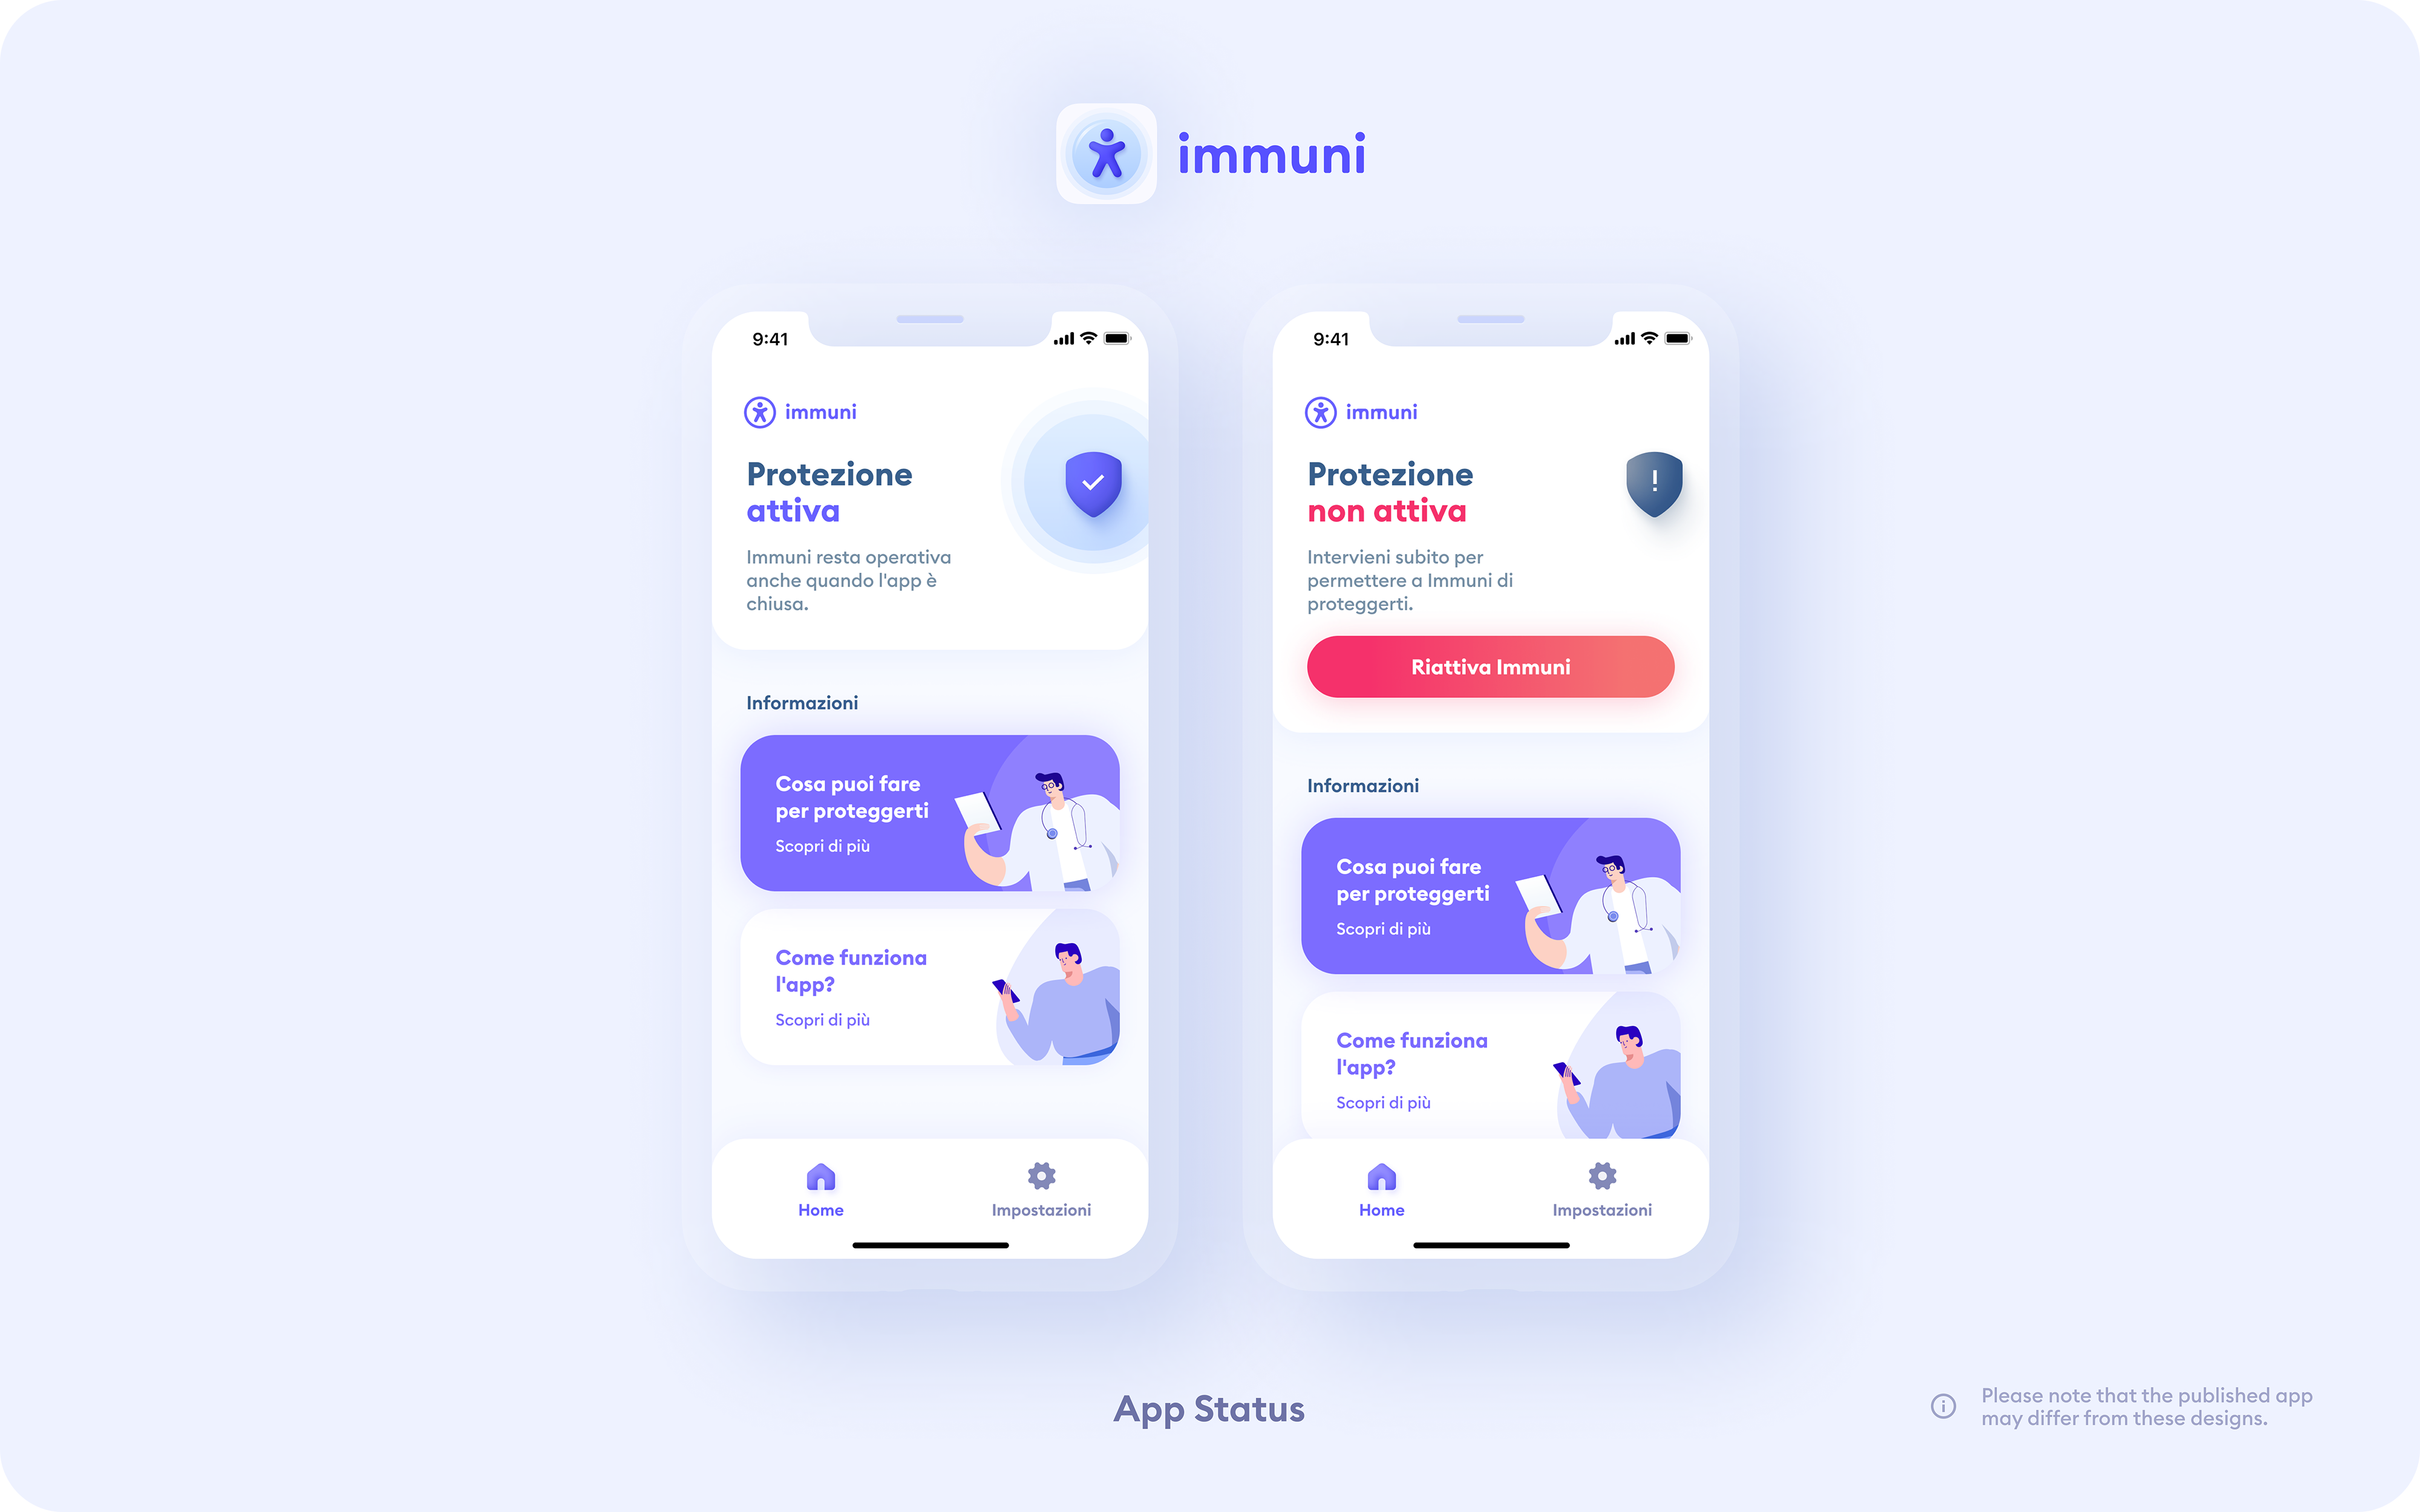 immuni
9:41
immuni
Protezione
attiva
Immuni resta operativa
anche quando l'app è
chiusa.
Informazioni
Cosa puoi fare
per proteggerti
Scopri di più
Come funziona
l'app?
Scopri di più
Home
Impostazioni
9:41
immuni
Protezione
non attiva
Intervieni subito per
permettere a Immuni di
proteggerti.
Riattiva Immuni
Informazioni
Cosa puoi fare
per proteggerti
Scopri di più
Come funziona
l'app?
Scopri di più
Home
Impostazioni
App Status
Please note that the published app
may differ from these designs.